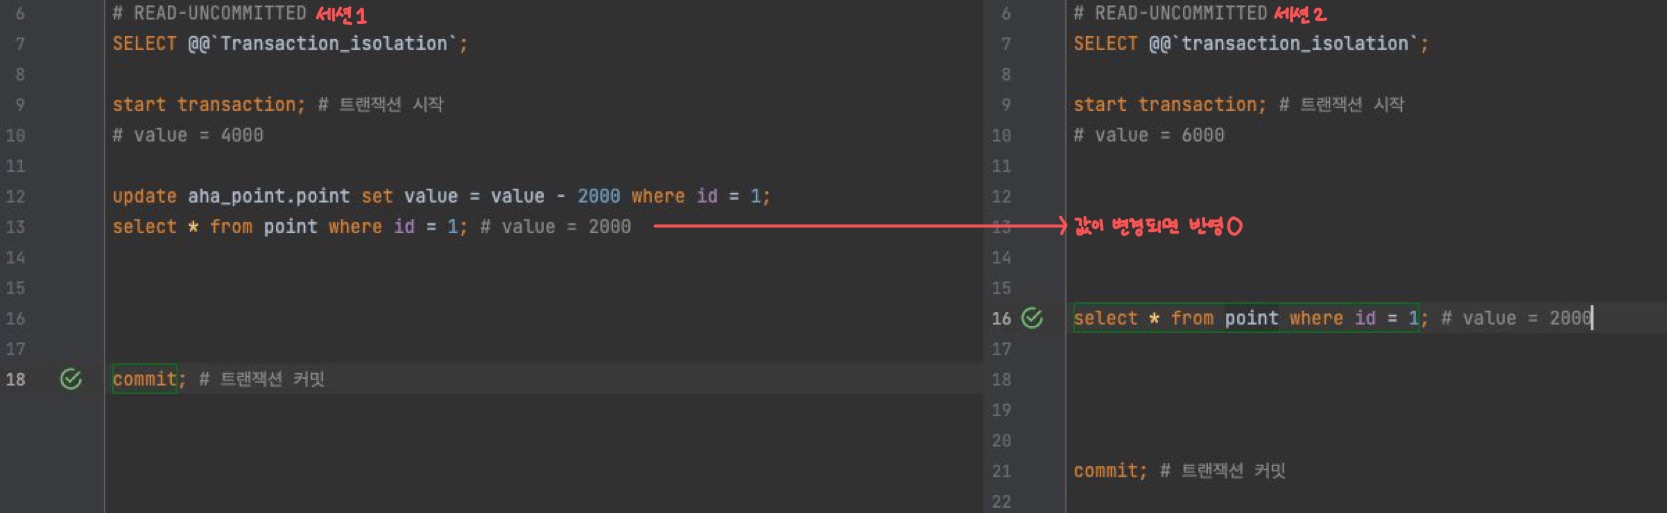 6 # READ-UNCOMMITTED 세션1
7 SELECT @@`Transaction_isolation`;
8
9 start transaction; # 트랜잭션 시작
10 # value = 4000
11
12 update aha_point.point set value = value - 2000 where id = 1;
13 select * from point where id = 1; # value = 2000
14
15
16
17
18 commit; # 트랜잭션 커밋
6 # READ-UNCOMMITTED 세션2
7 SELECT @@`transaction_isolation`;
8
9 start transaction; # 트랜잭션 시작
10 # value = 6000
11
12
13 값이 변경되면 반영O
14
15
16 select * from point where id = 1; # value = 2000
17
18
19
20
21 commit; # 트랜잭션 커밋
22